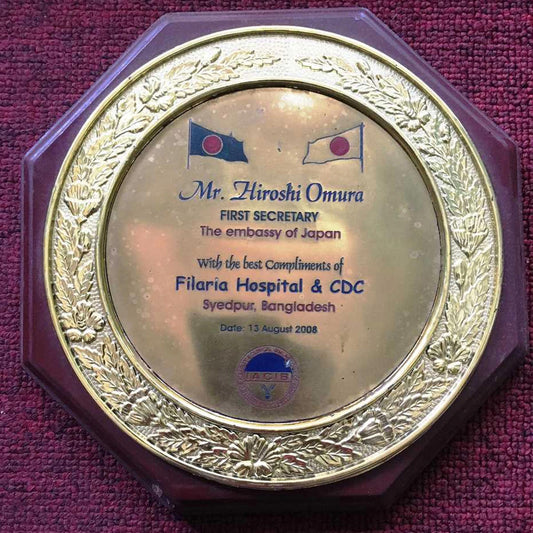 Mr. Hiroshi Omura
FIRST SECRETARY
The embassy of Japan
With the best Compliments of
Filaria Hospital & CDC
Syedpur, Bangladesh
Date: 13 August 2008
IACIB